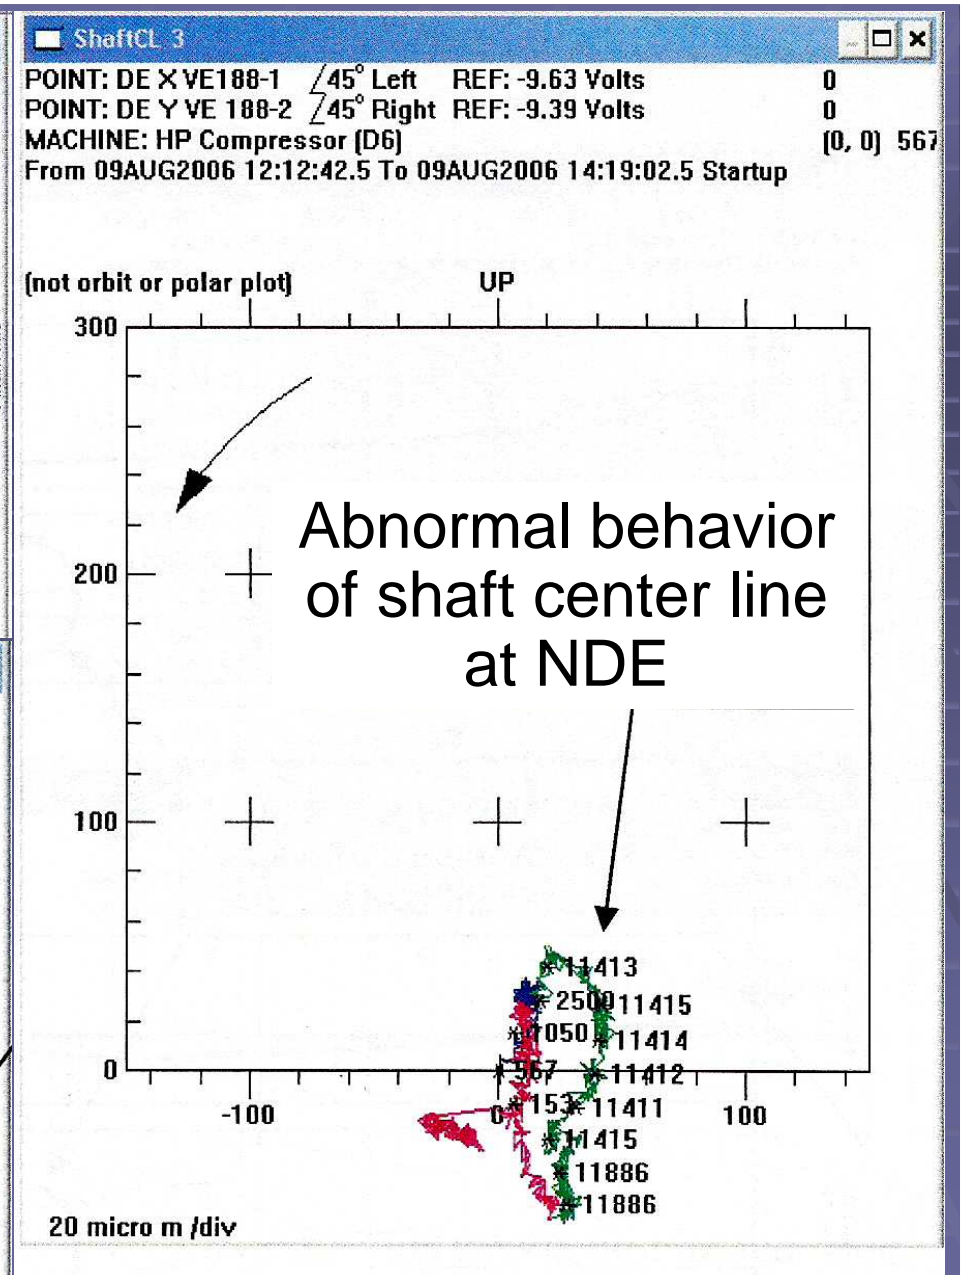 ShaftCL 3
POINT: DE X VE188-1 ∕45° Left REF: -9.63 Volts 0
POINT: DE Y VE 188-2 ∕45° Right REF: -9.39 Volts 0
MACHINE: HP Compressor (D6) (0, 0) 567
From 09AUG2006 12:12:42.5 To 09AUG2006 14:19:02.5 Startup
(not orbit or polar plot) UP
300
Abnormal behavior
of shaft center line
at NDE
200
100
11413
2500 11415
1050 11414
0 567 11412
153 11411
-100 0 100
11415
11886
11886
20 micro m /div